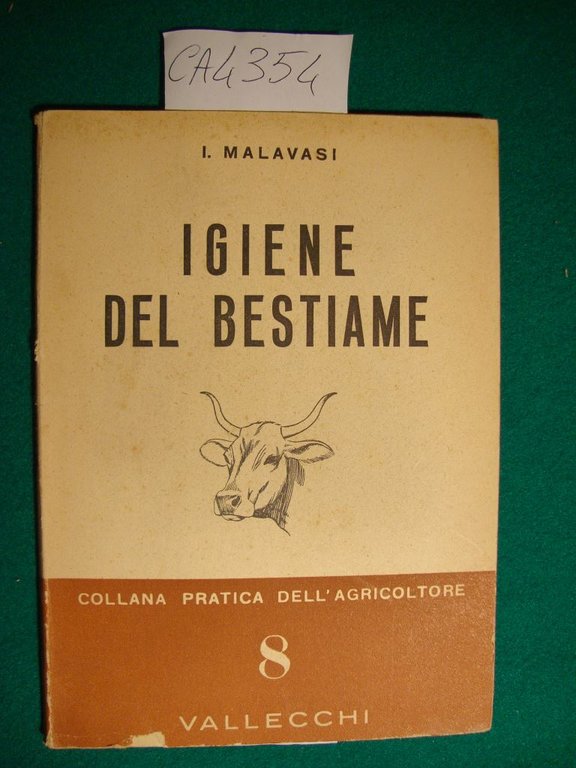 CA4354
I. MALAVASI
IGIENE
DEL BESTIAME
COLLANA PRATICA DELL'AGRICOLTORE
8
VALLECCHI